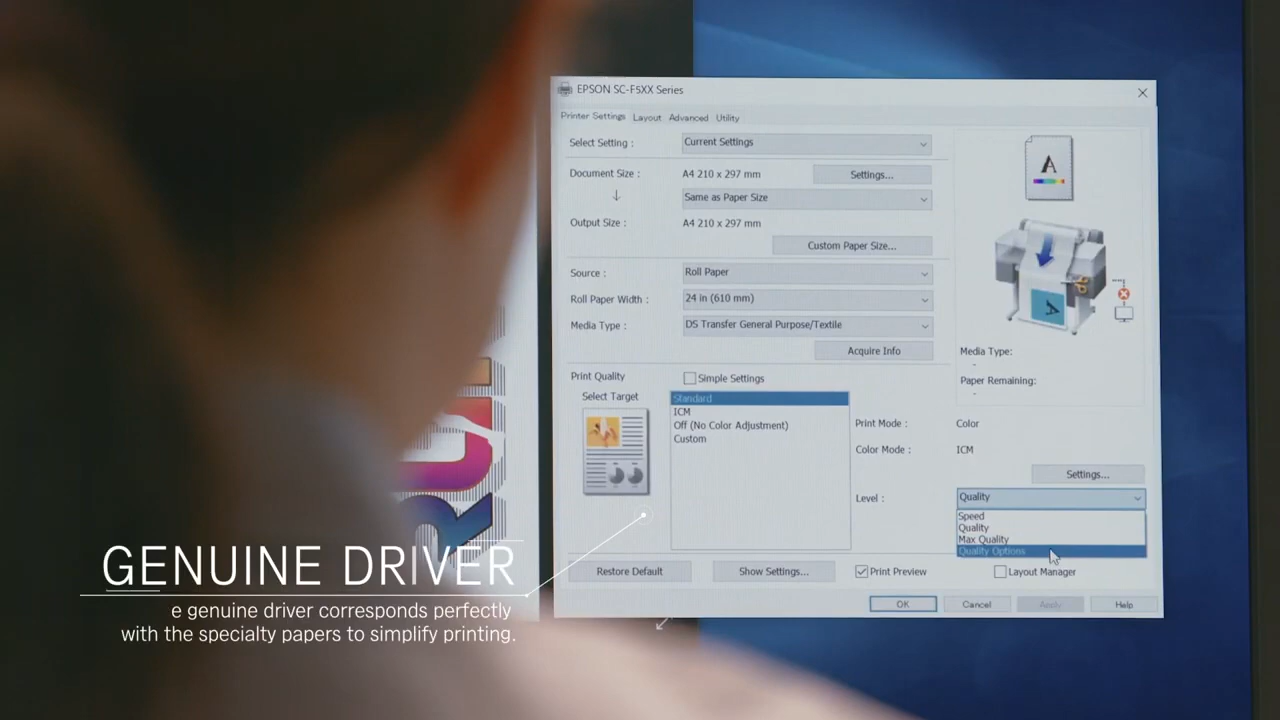 EPSON SC-F5XX Series
Printer Settings Layout Advanced Utility
Select Setting : Current Settings
Document Size : A4 210 x 297 mm Settings...
Same as Paper Size
Output Size : A4 210 x 297 mm
Custom Paper Size...
Source : Roll Paper
Roll Paper Width : 24 in (610 mm)
Media Type : DS Transfer General Purpose/Textile
Acquire Info
A
A
Media Type:
-
Paper Remaining:
-
Print Quality Simple Settings
Select Target
Standard
ICM
Off (No Color Adjustment)
Custom
Print Mode : Color
Color Mode : ICM
Settings...
Level : Quality
Speed
Quality
Max Quality
Quality Options
Restore Default Show Settings... Print Preview Layout Manager
OK Cancel Apply Help
GENUINE DRIVER
e genuine driver corresponds perfectly
with the specialty papers to simplify printing.